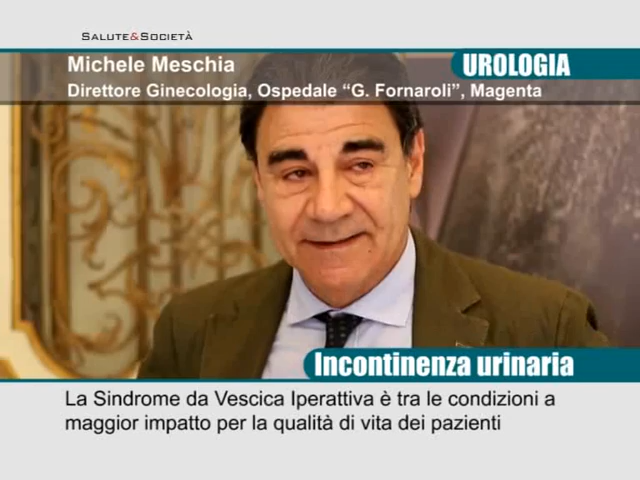 SALUTE&SOCIETÀ
Michele Meschia
UROLOGIA
Direttore Ginecologia, Ospedale “G. Fornaroli”, Magenta
Incontinenza urinaria
La Sindrome da Vescica Iperattiva è tra le condizioni a
maggior impatto per la qualità di vita dei pazienti